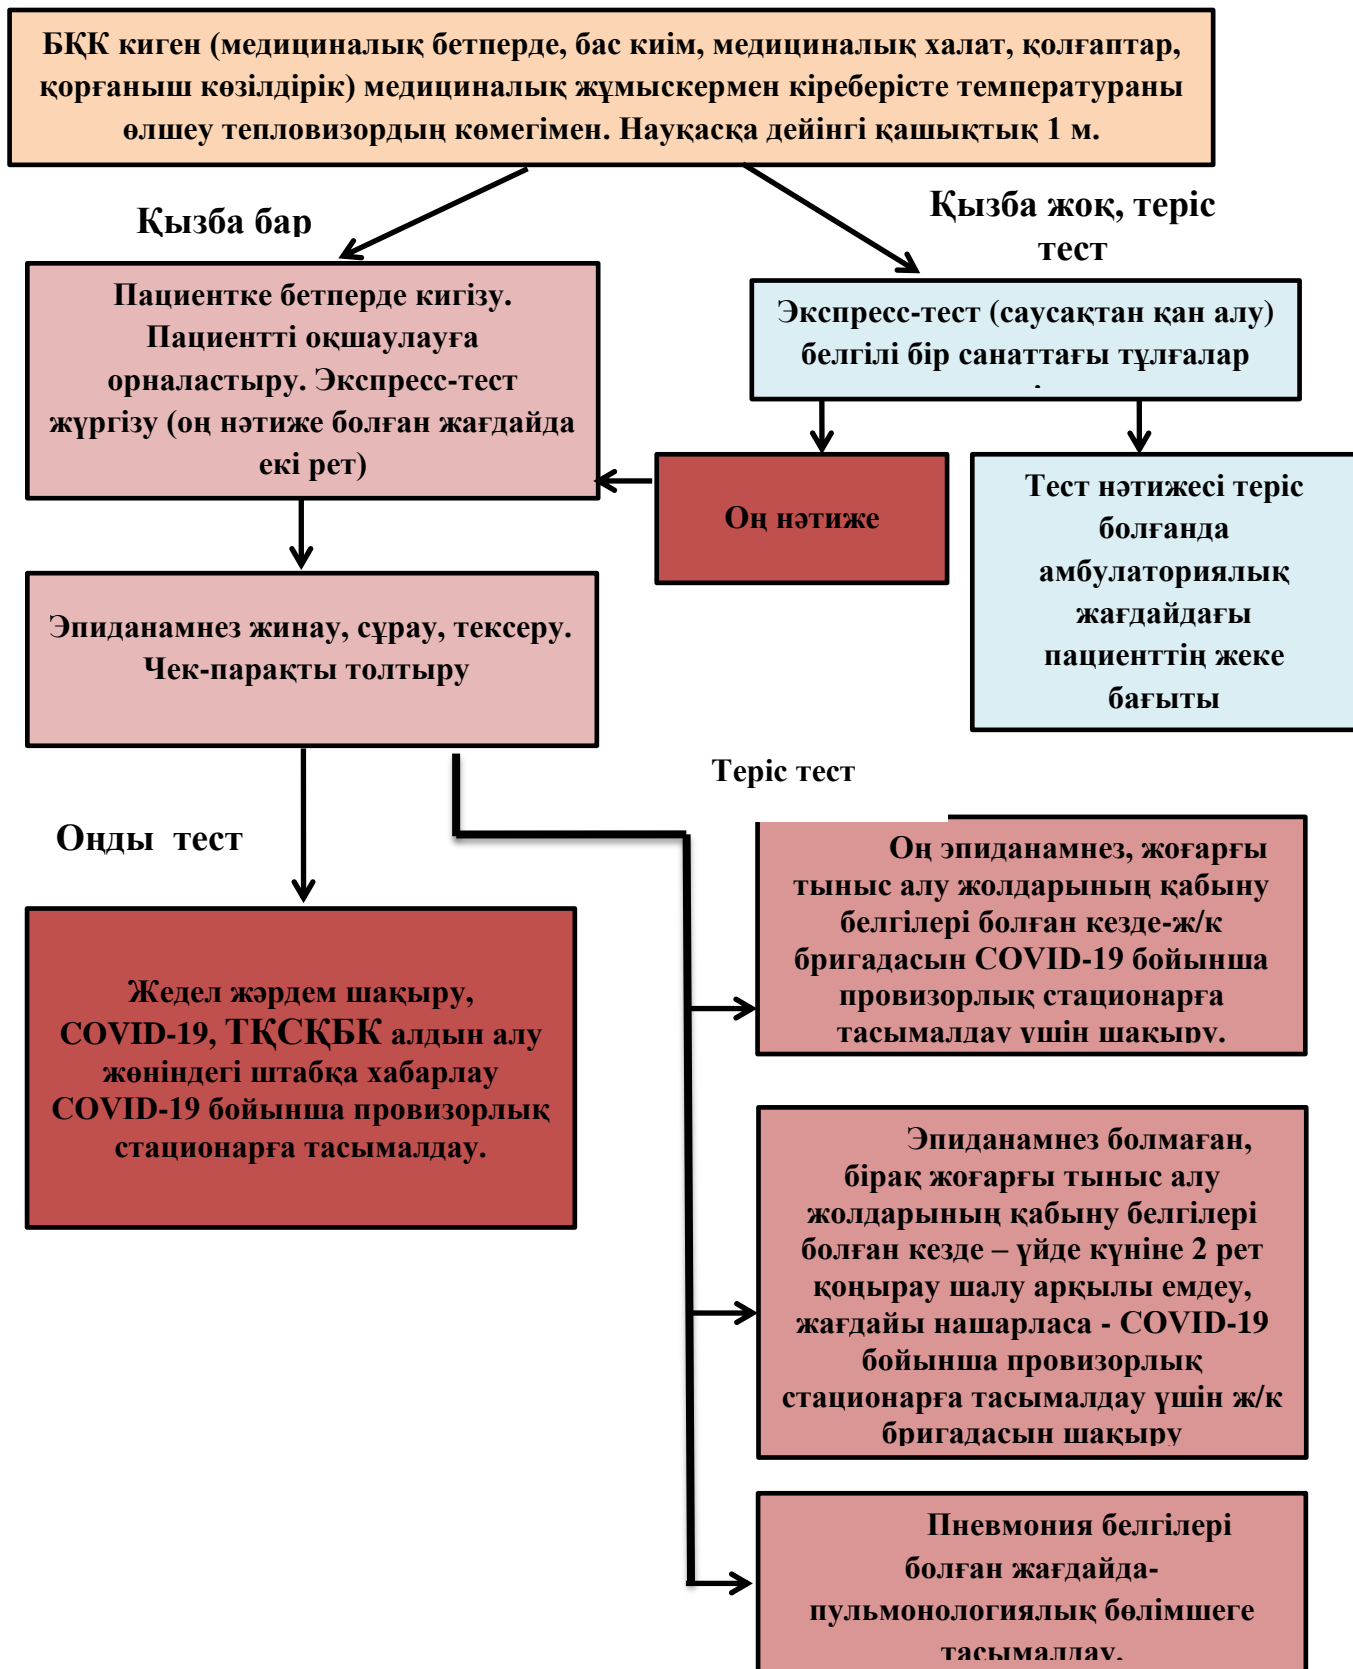 БҚК киген (медициналық бетперде, бас киім, медициналық халат, қолғаптар,
қорғаныш көзілдірік) медициналық жұмыскермен кіреберісте температураны
өлшеу тепловизордың көмегімен. Науқасқа дейінгі қашықтық 1 м.
Қызба бар
Қызба жоқ, теріс
тест
Пациентке бетперде кигізу.
Пациентті оқшаулауға
орналастыру. Экспресс-тест
жүргізу (оң нәтиже болған жағдайда
екі рет)
Экспресс-тест (саусақтан қан алу)
белгілі бір санаттағы тұлғалар
Оң нәтиже
Тест нәтижесі теріс
болғанда
амбулаториялық
жағдайдағы
пациенттің жеке
бағыты
Эпиданамнез жинау, сұрау, тексеру.
Чек-парақты толтыру
Теріс тест
Оңды тест
Жедел жәрдем шақыру,
COVID-19, ТҚСҚБК алдын алу
жөніндегі штабқа хабарлау
COVID-19 бойынша провизорлық
стационарға тасымалдау.
Оң эпиданамнез, жоғарғы
тыныс алу жолдарының қабыну
белгілері болған кезде-ж/к
бригадасын COVID-19 бойынша
провизорлық стационарға
тасымалдау үшін шақыру.
Эпиданамнез болмаған,
бірақ жоғарғы тыныс алу
жолдарының қабыну белгілері
болған кезде – үйде күніне 2 рет
қоңырау шалу арқылы емдеу,
жағдайы нашарласа - COVID-19
бойынша провизорлық
стационарға тасымалдау үшін ж/к
бригадасын шақыру
Пневмония белгілері
болған жағдайда-
пульмонологиялық бөлімшеге
тасымалдау.